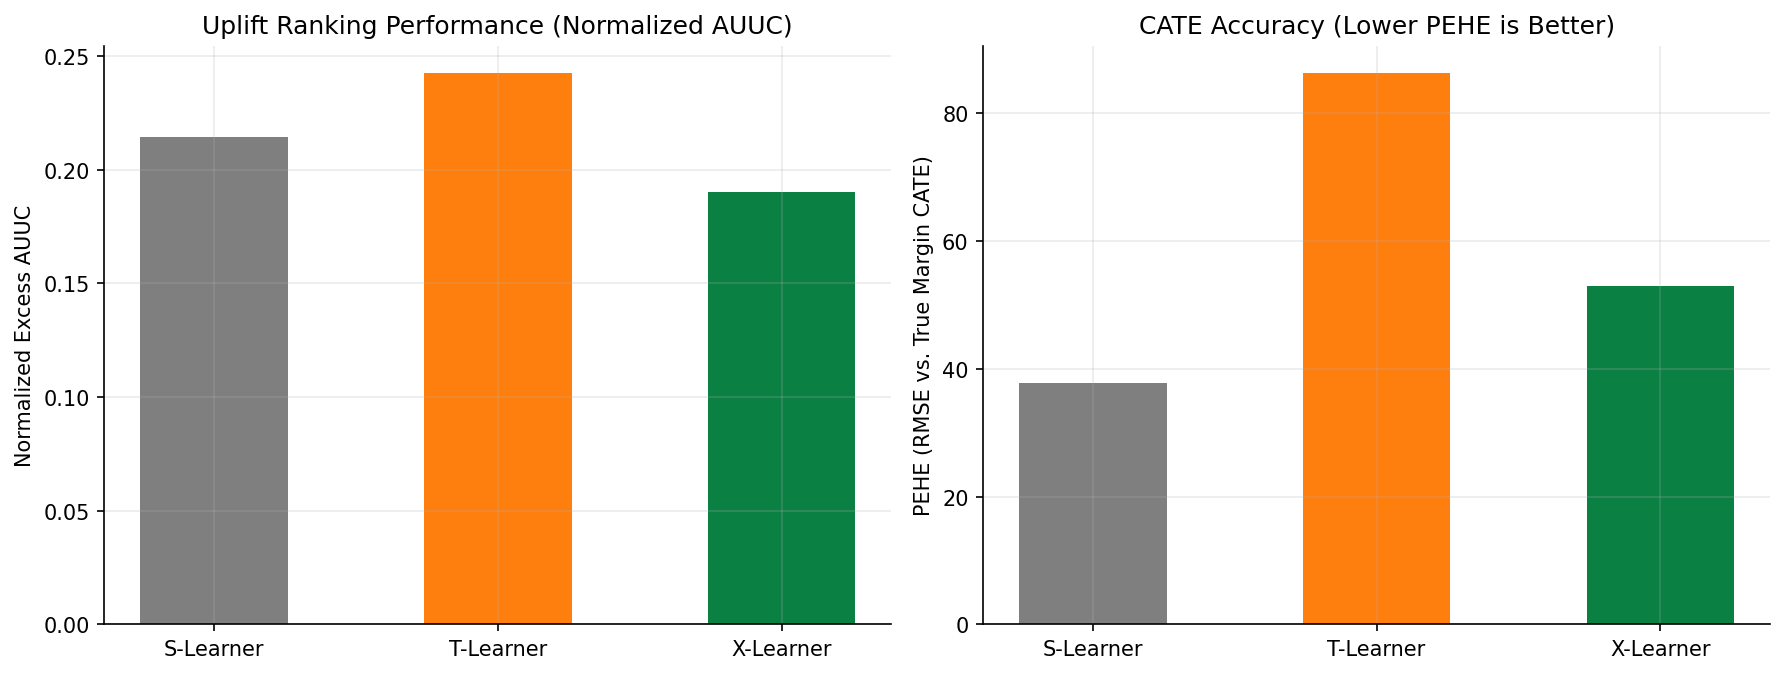 Uplift Ranking Performance (Normalized AUUC)
Normalized Excess AUUC
0.25
0.20
0.15
0.10
0.05
0.00
S-Learner
T-Learner
X-Learner
CATE Accuracy (Lower PEHE is Better)
PEHE (RMSE vs. True Margin CATE)
80
60
40
20
0
S-Learner
T-Learner
X-Learner